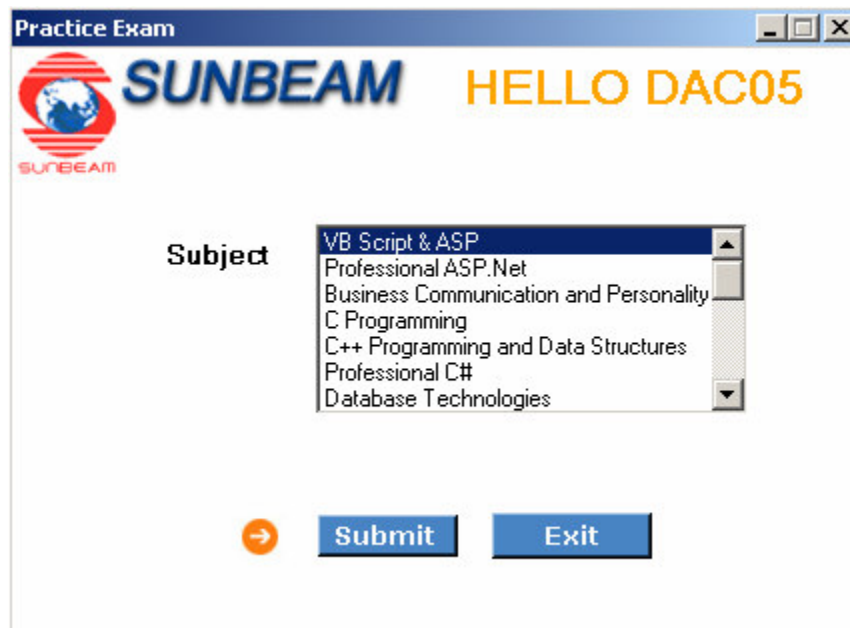 Practice Exam
SUNBEAM HELLO DAC05
SUNBEAM
Subject
VB Script & ASP
Professional ASP.Net
Business Communication and Personality
C Programming
C++ Programming and Data Structures
Professional C#
Database Technologies
Submit Exit